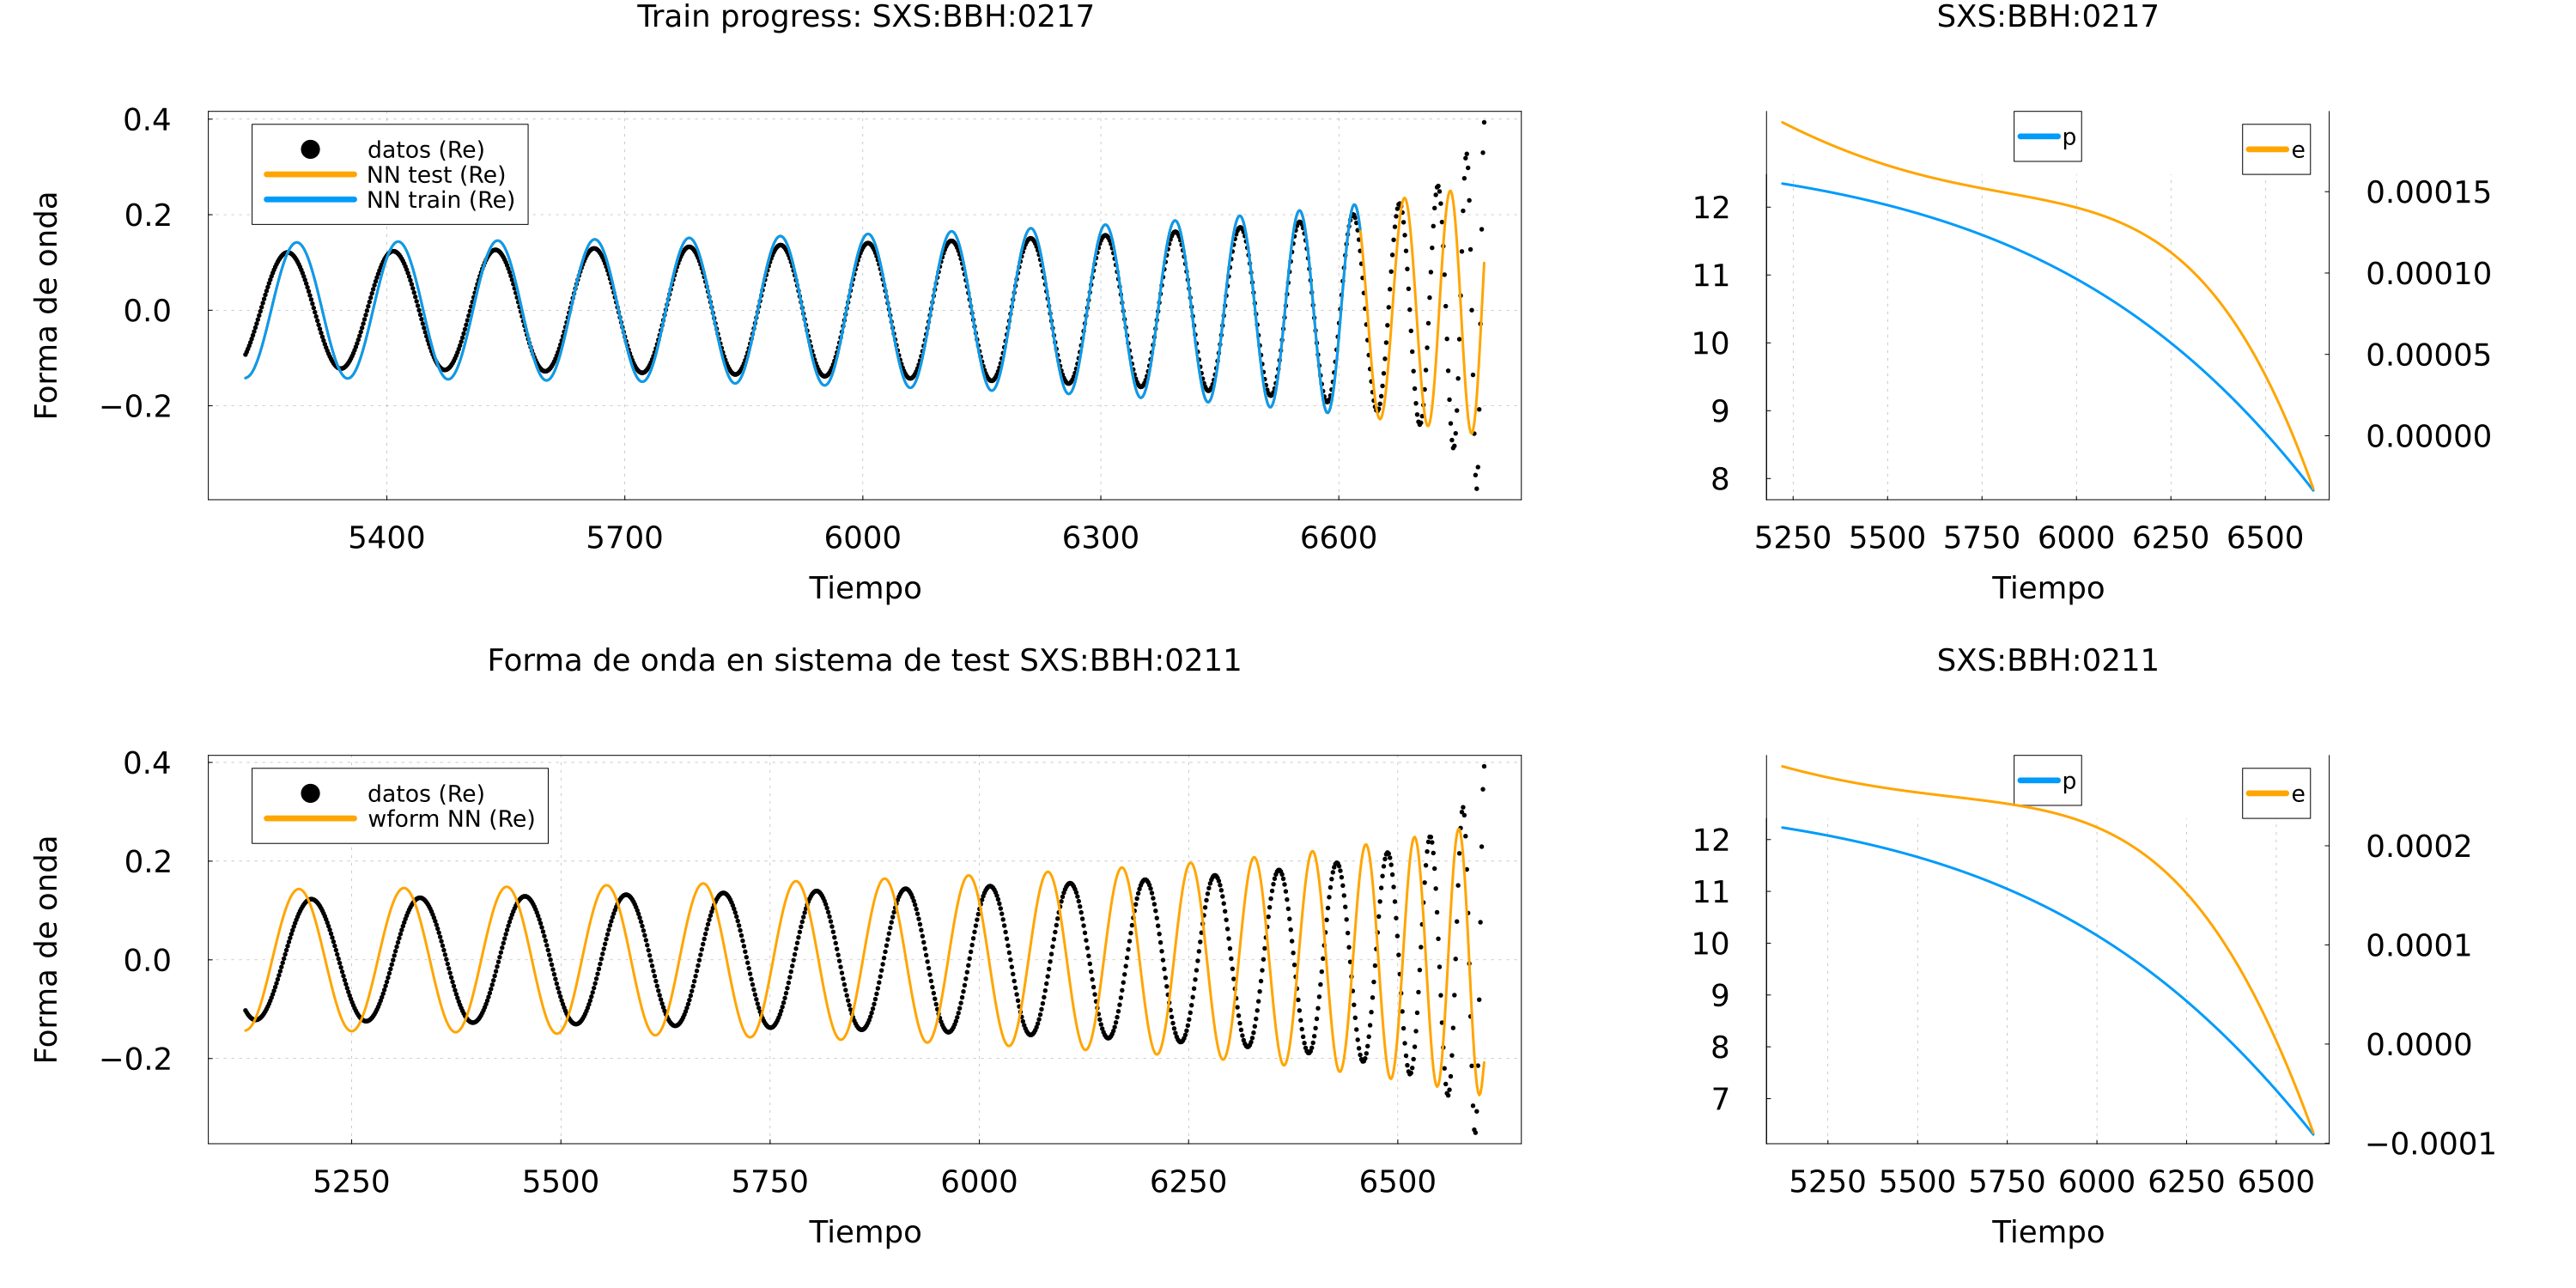 Train progress: SXS:BBH:0217
Forma de onda
0.4
0.2
0.0
−0.2
datos (Re)
NN test (Re)
NN train (Re)
5400 5700 6000 6300 6600
Tiempo
SXS:BBH:0217
12
11
10
9
8
p
e
0.00015
0.00010
0.00005
0.00000
5250 5500 5750 6000 6250 6500
Tiempo
Forma de onda en sistema de test SXS:BBH:0211
Forma de onda
0.4
0.2
0.0
−0.2
datos (Re)
wform NN (Re)
5250 5500 5750 6000 6250 6500
Tiempo
SXS:BBH:0211
12
11
10
9
8
7
p
e
0.0002
0.0001
0.0000
−0.0001
5250 5500 5750 6000 6250 6500
Tiempo